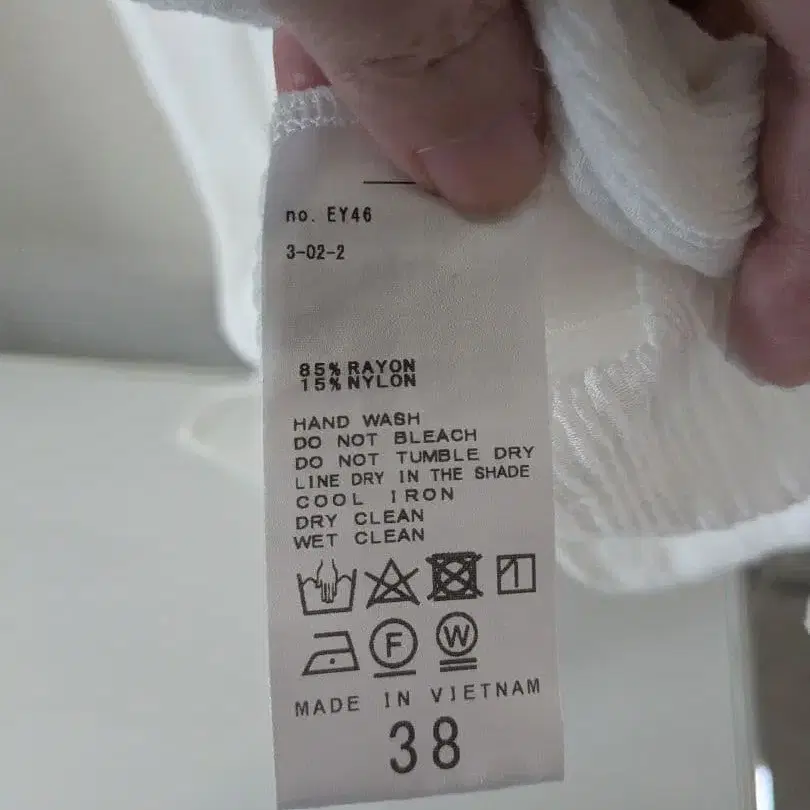 no. EY46
3-02-2
85% RAYON
15% NYLON
HAND WASH
DO NOT BLEACH
DO NOT TUMBLE DRY
LINE DRY IN THE SHADE
COOL IRON
DRY CLEAN
WET CLEAN
F W
MADE IN VIETNAM
38